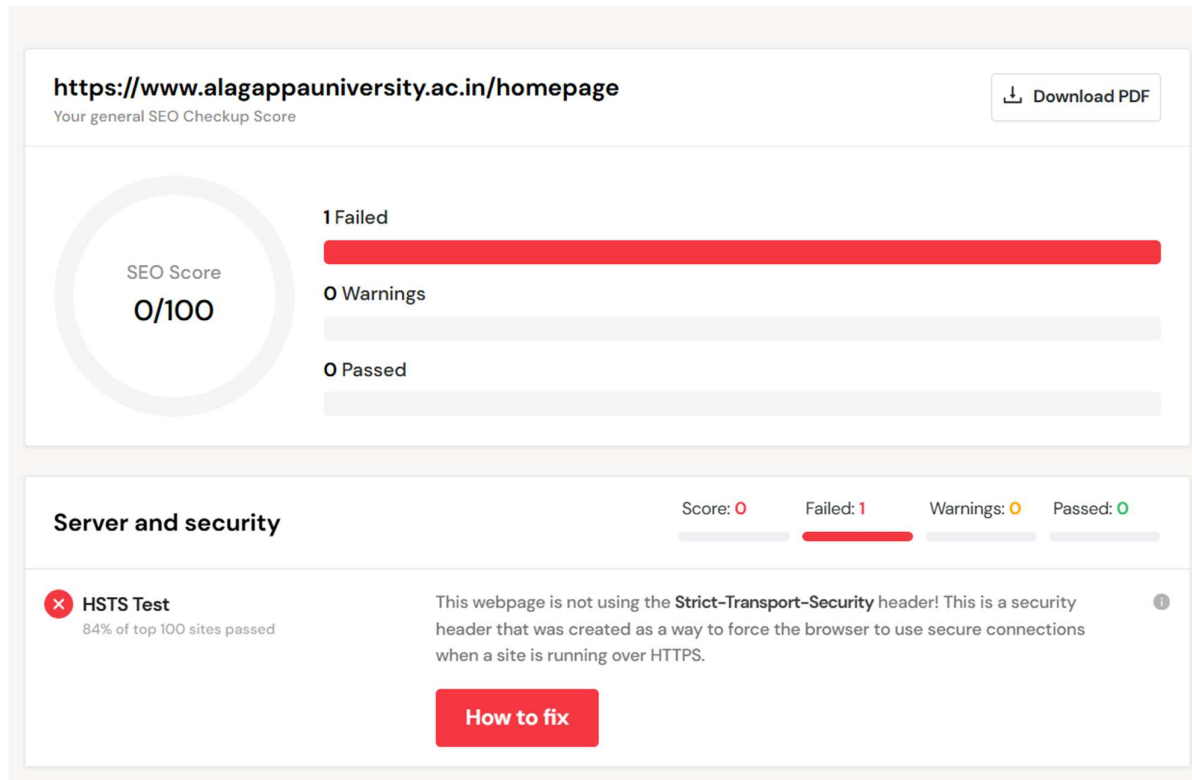 https://www.alagappauniversity.ac.in/homepage
Your general SEO Checkup Score
Download PDF
SEO Score
0/100
1 Failed
0 Warnings
0 Passed
Server and security
Score: 0
Failed: 1
Warnings: 0
Passed: 0
HSTS Test
84% of top 100 sites passed
This webpage is not using the Strict-Transport-Security header! This is a security
header that was created as a way to force the browser to use secure connections
when a site is running over HTTPS.
How to fix